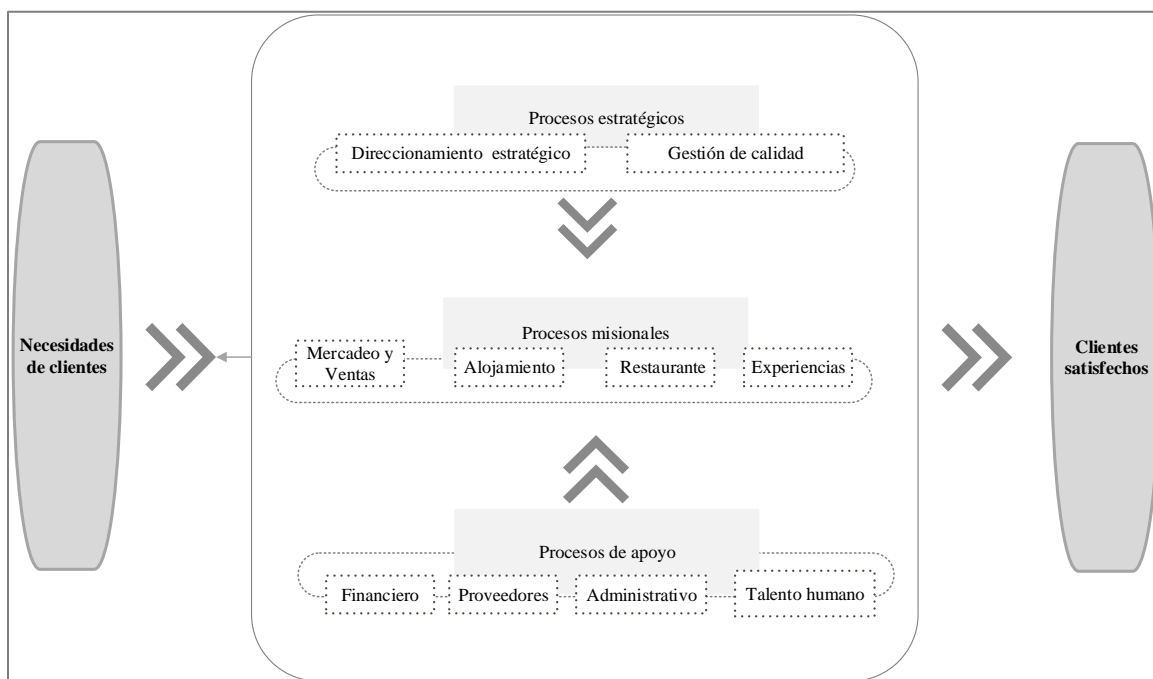 Procesos estratégicos
Direccionamiento estratégico
Gestión de calidad
Necesidades
de clientes
Procesos misionales
Mercadeo y
Ventas
Alojamiento
Restaurante
Experiencias
Clientes
satisfechos
Procesos de apoyo
Financiero
Proveedores
Administrativo
Talento humano